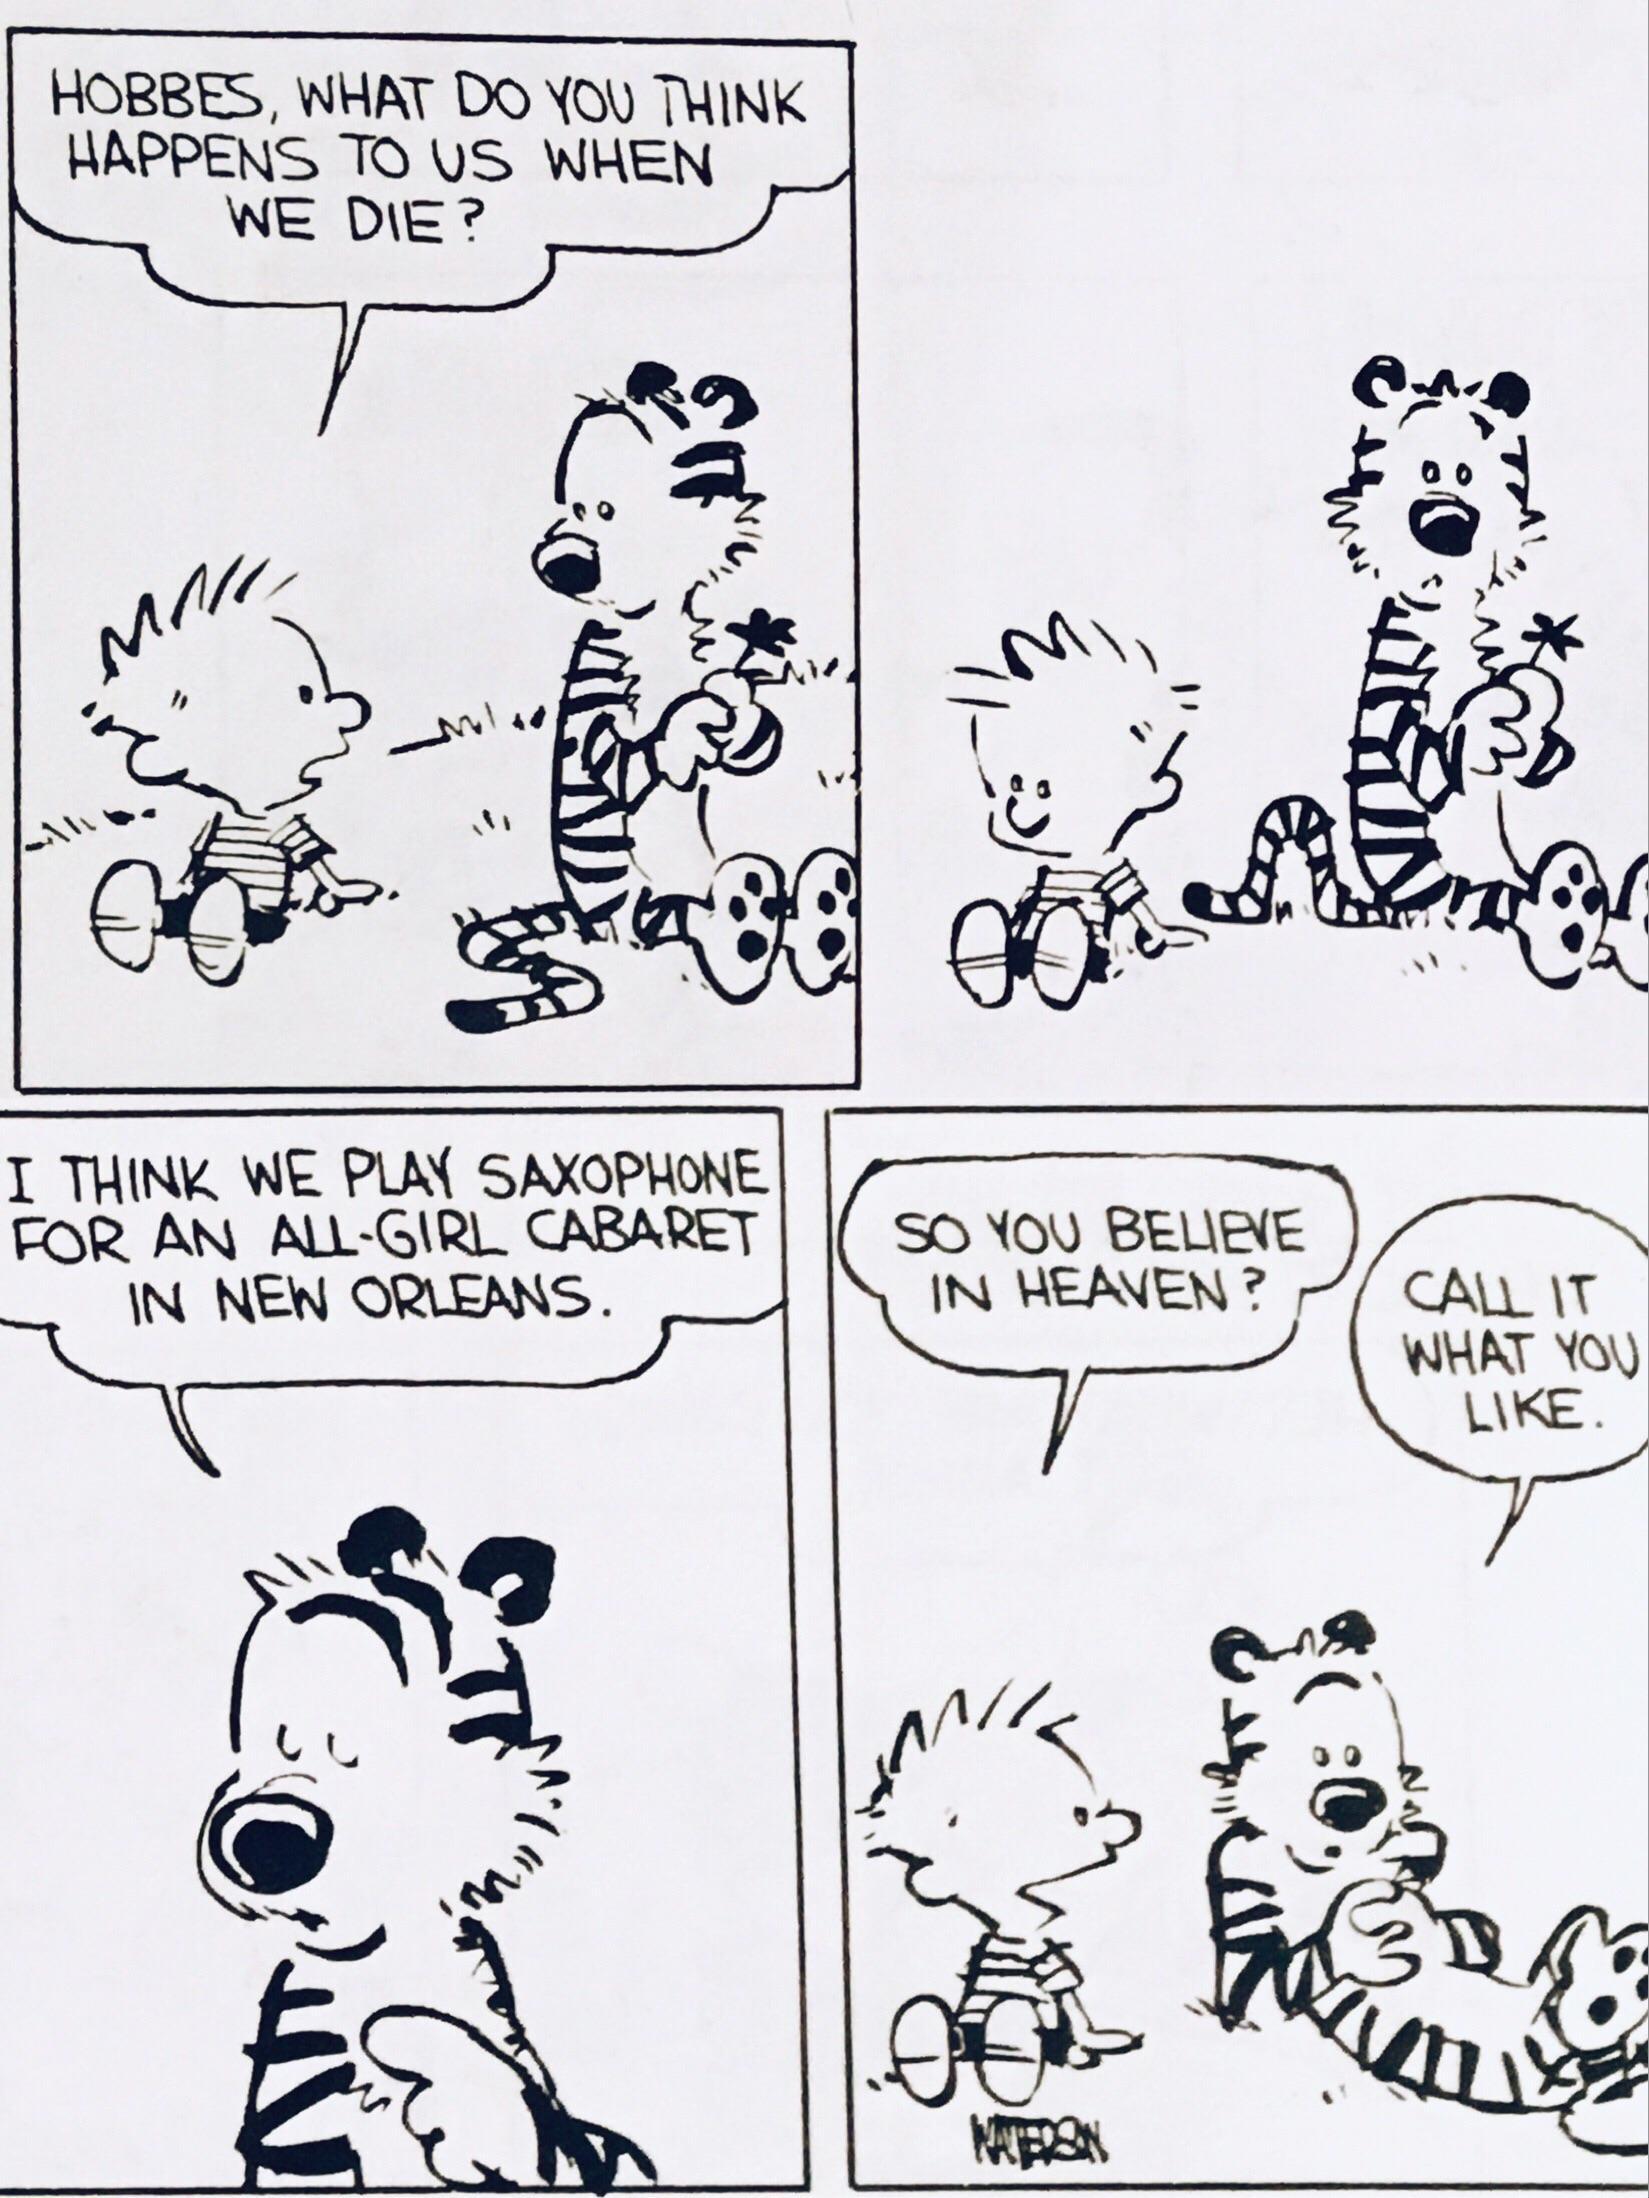 HOBBES, WHAT DO YOU THINK
HAPPENS TO US WHEN
WE DIE?
I THINK WE PLAY SAXOPHONE
FOR AN ALL-GIRL CABARET
IN NEW ORLEANS.
SO YOU BELIEVE
IN HEAVEN?
CALL IT
WHAT YOU
LIKE.
WATTERSON